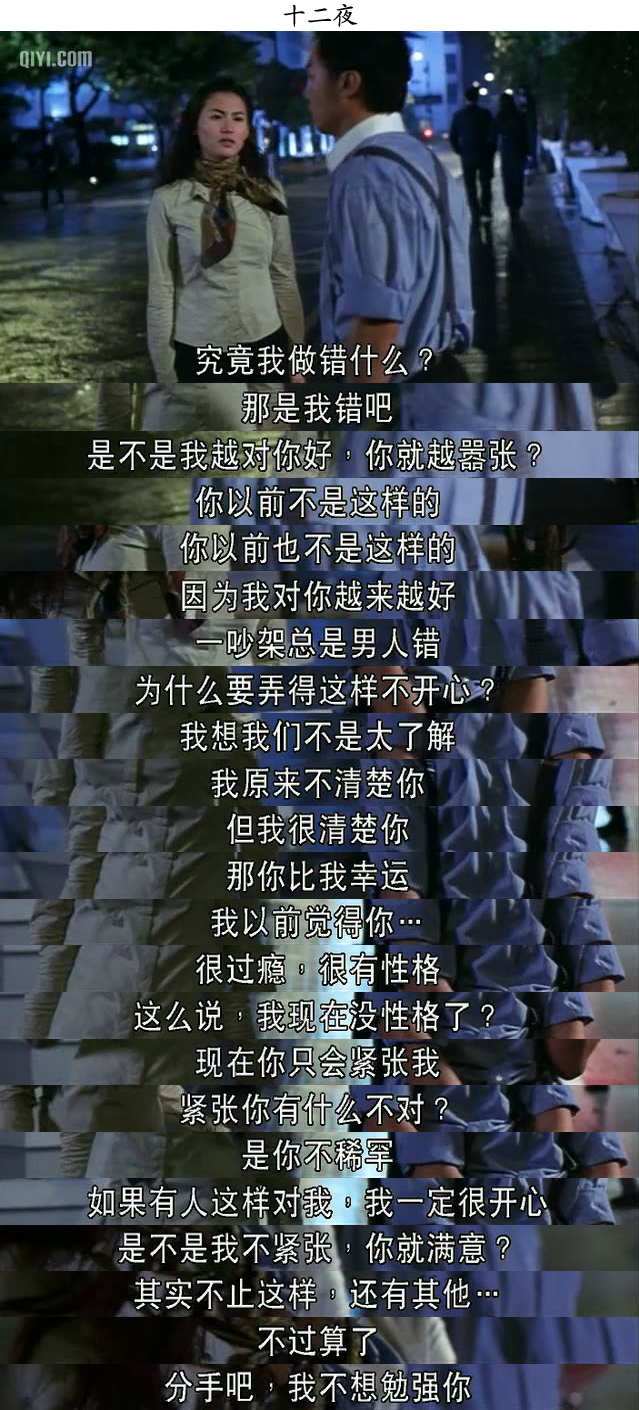 十二夜
QIYI.COM
究竟我做错什么？
那是我错吧
是不是我越对你好，你就越嚣张？
你以前不是这样的
你以前也不是这样的
因为我对你越来越好
一吵架总是男人错
为什么要弄得这样不开心？
我想我们不是太了解
我原来不清楚你
但我很清楚你
那你比我幸运
我以前觉得你…
很过瘾，很有性格
这么说，我现在没性格了？
现在你只会紧张我
紧张你有什么不对？
是你不稀罕
如果有人这样对我，我一定很开心
是不是我不紧张，你就满意？
其实不止这样，还有其他…
不过算了
分手吧，我不想勉强你